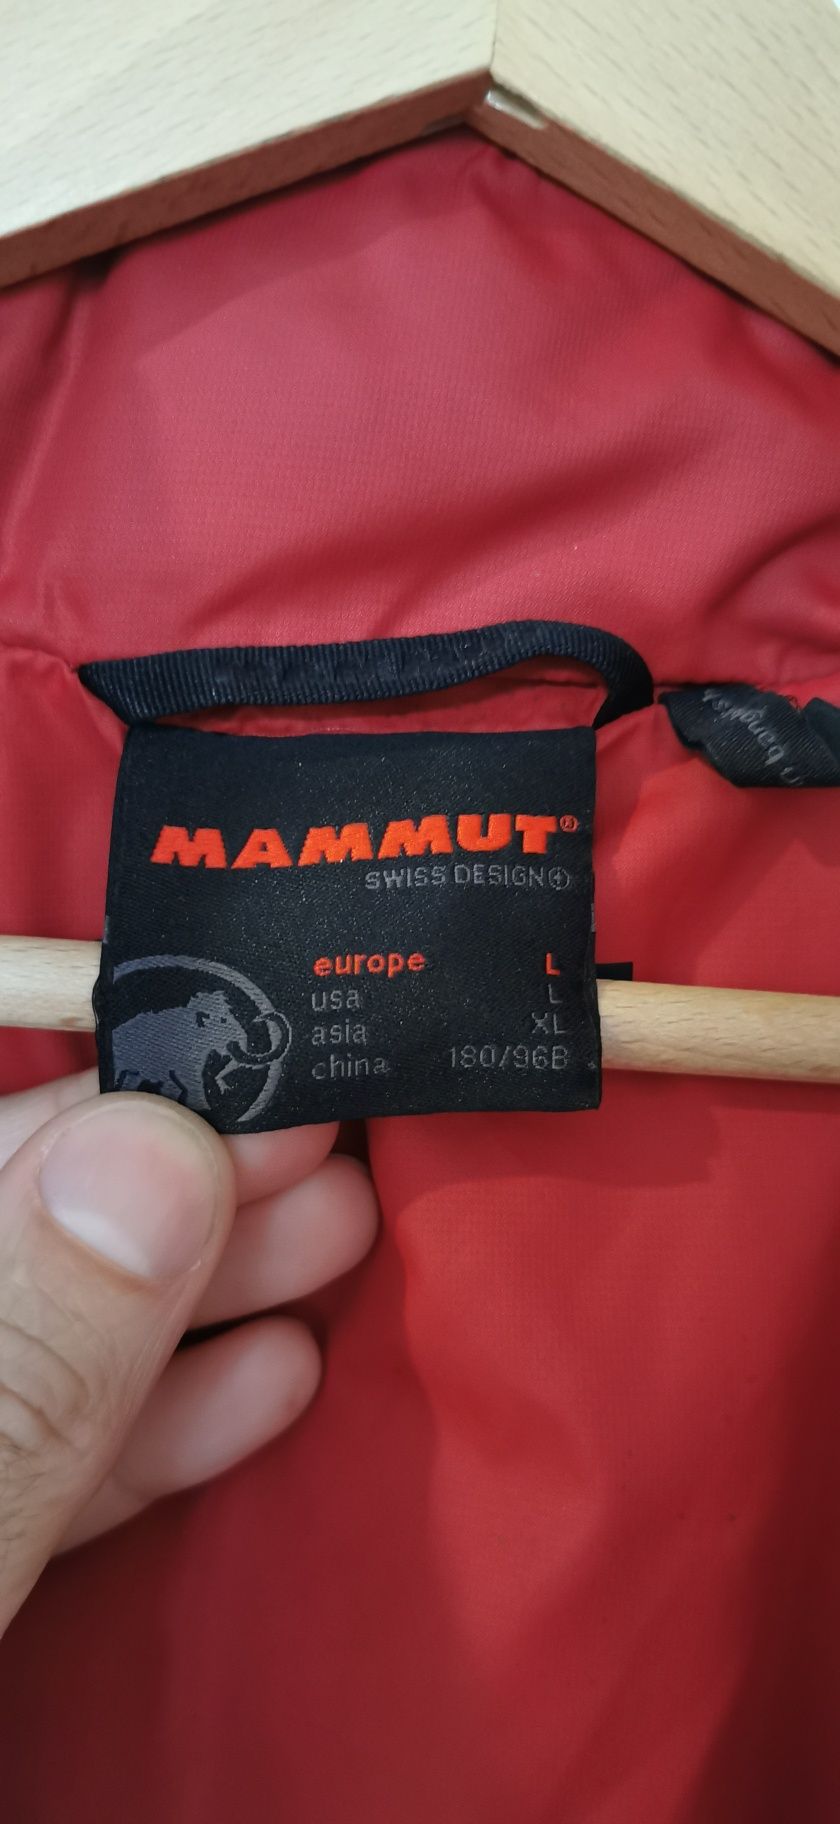 MAMMUT®
SWISS DESIGN
europe L
usa L
asia XL
china 180/96B